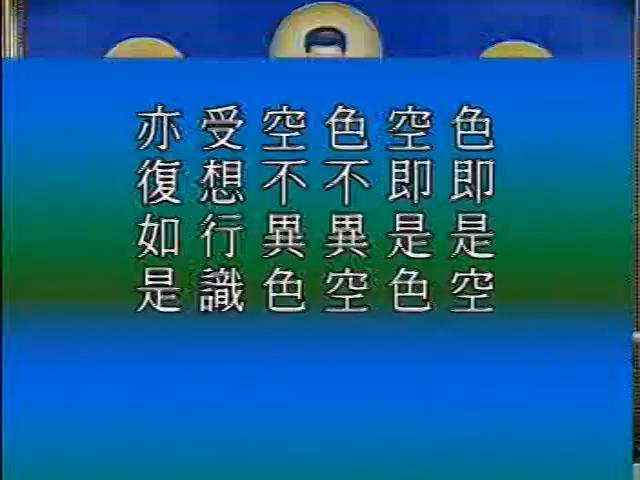 色即是空
空即是色
色不異空
空不異色
受想行識
亦復如是